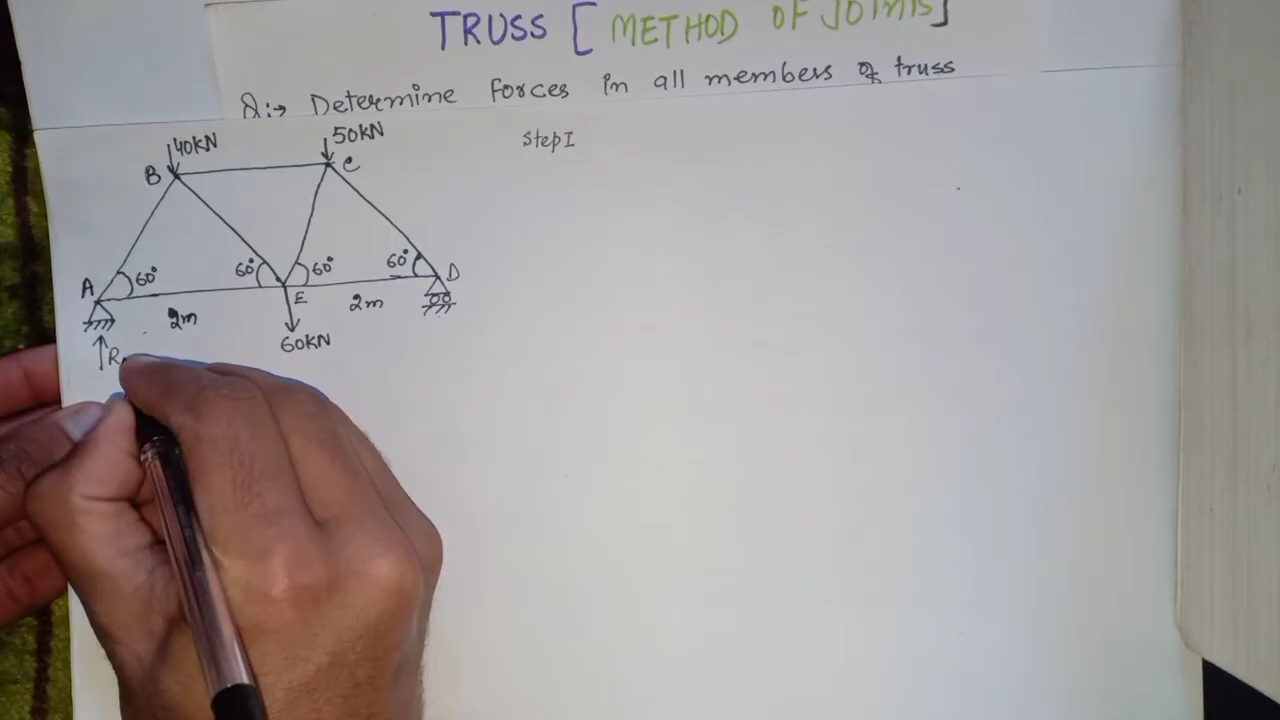 TRUSS [ METHOD OF JOINTS]
Q:→ Determine Forces in all members of truss
40kN
50kN
Step I
B
C
A
60°
60°
60°
60°
D
E
2m
2m
60kN
R